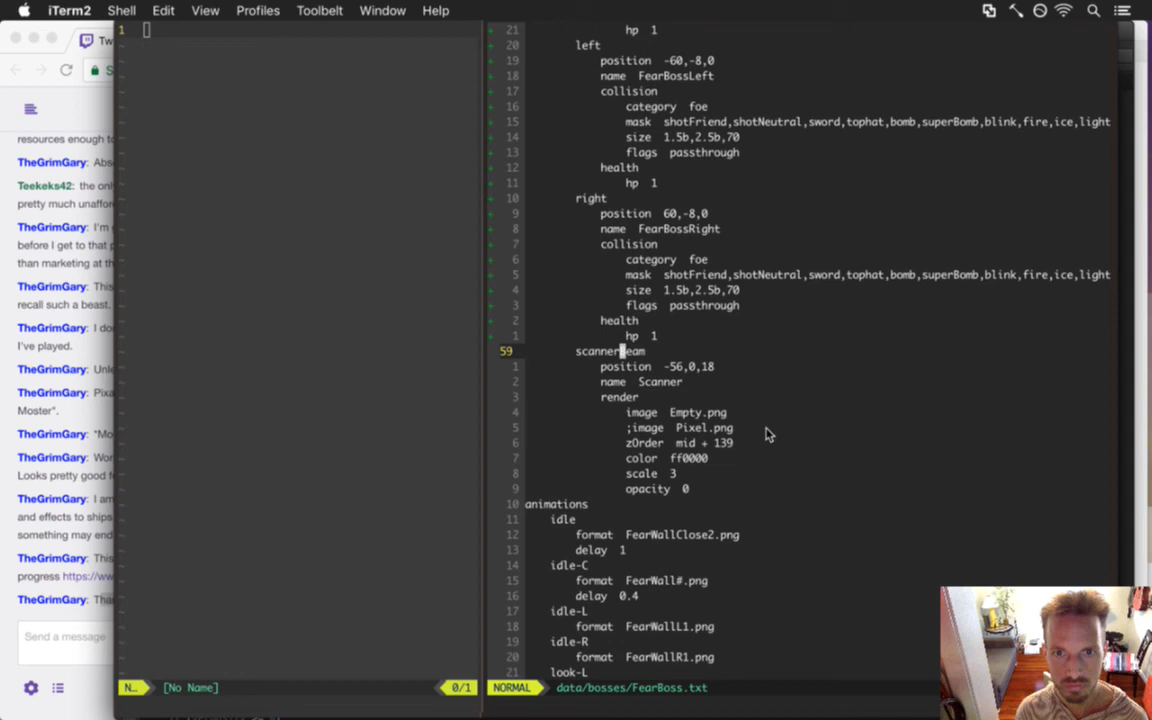 iTerm2 Shell Edit View Profiles Toolbelt Window Help
Tw
S
resources enough to
TheGrimGary: Abs
Teekeks42: the onl
pretty much unaffor
TheGrimGary: I'm g
before I get to that p
than marketing at th
TheGrimGary: This
recall such a beast.
TheGrimGary: I do
I've played.
TheGrimGary: Unle
TheGrimGary: Pixa
Moster".
TheGrimGary: "Mo
TheGrimGary: Wor
Looks pretty good f
TheGrimGary: I am
and effects to ships
something may end
TheGrimGary: This
progress https://ww
TheGrimGary: Than
Send a message
1
N... [No Name] 0/1
21 hp 1
20 left
19 position -60,-8,0
18 name FearBossLeft
17 collision
16 category foe
15 mask shotFriend,shotNeutral,sword,tophat,bomb,superBomb,blink,fire,ice,light
14 size 1.5b,2.5b,70
13 flags passthrough
12 health
11 hp 1
10 right
9 position 60,-8,0
8 name FearBossRight
7 collision
6 category foe
5 mask shotFriend,shotNeutral,sword,tophat,bomb,superBomb,blink,fire,ice,light
4 size 1.5b,2.5b,70
3 flags passthrough
2 health
1 hp 1
59 scannerBeam
1 position -56,0,18
2 name Scanner
3 render
4 image Empty.png
5 ;image Pixel.png
6 zOrder mid + 139
7 color ff0000
8 scale 3
9 opacity 0
10 animations
11 idle
12 format FearWallClose2.png
13 delay 1
14 idle-C
15 format FearWall#.png
16 delay 0.4
17 idle-L
18 format FearWallL1.png
19 idle-R
20 format FearWallR1.png
21 look-L
NORMAL data/bosses/FearBoss.txt